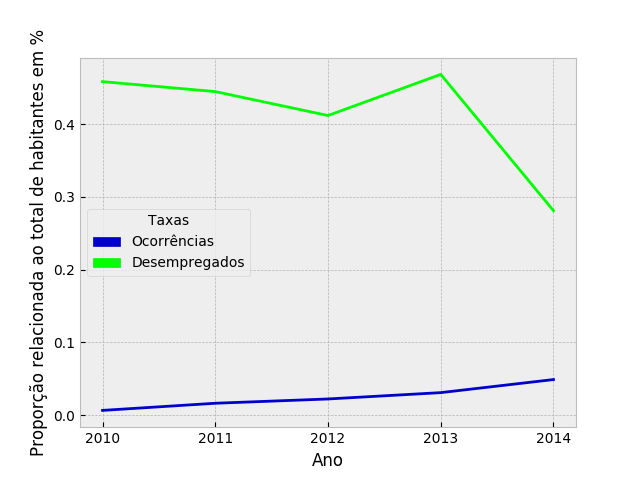 Proporção relacionada ao total de habitantes em %
0.4
0.3
0.2
0.1
0.0
Taxas
Ocorrências
Desempregados
2010 2011 2012 2013 2014
Ano